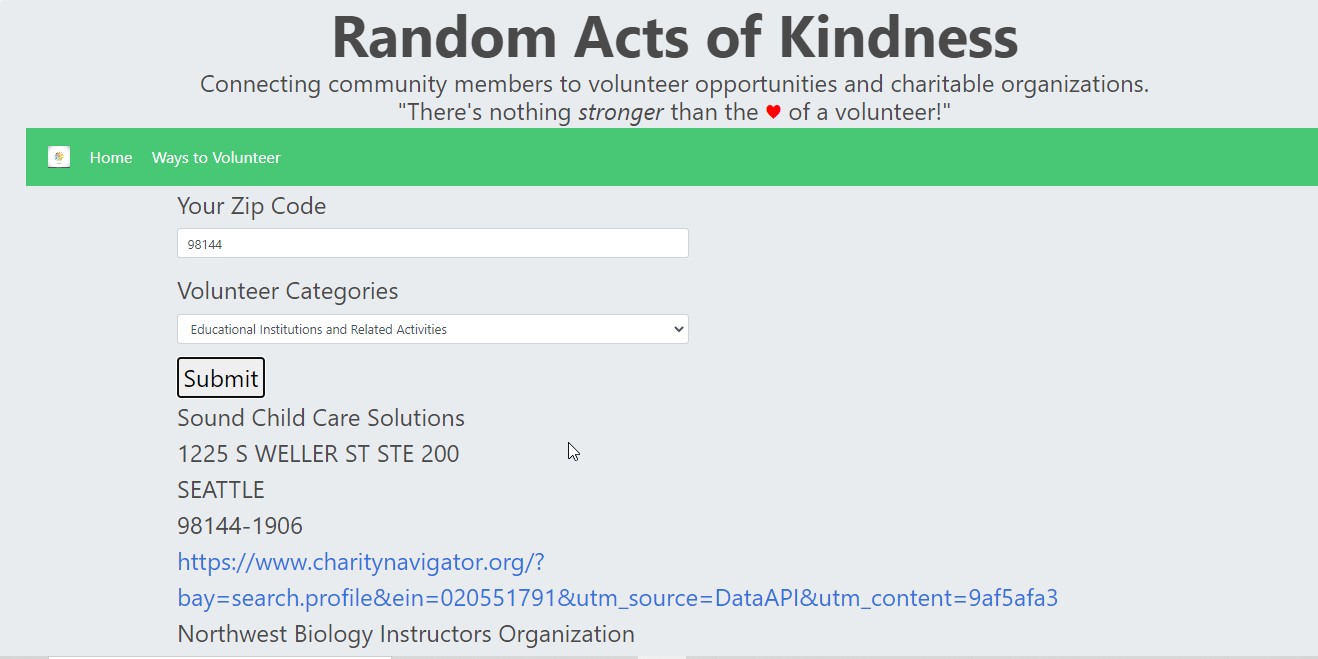 Random Acts of Kindness
Connecting community members to volunteer opportunities and charitable organizations.
"There's nothing stronger than the ♥ of a volunteer!"
Home Ways to Volunteer
Your Zip Code
98144
Volunteer Categories
Educational Institutions and Related Activities
Submit
Sound Child Care Solutions
1225 S WELLER ST STE 200
SEATTLE
98144-1906
https://www.charitynavigator.org/?
bay=search.profile&ein=020551791&utm_source=DataAPI&utm_content=9af5afa3
Northwest Biology Instructors Organization